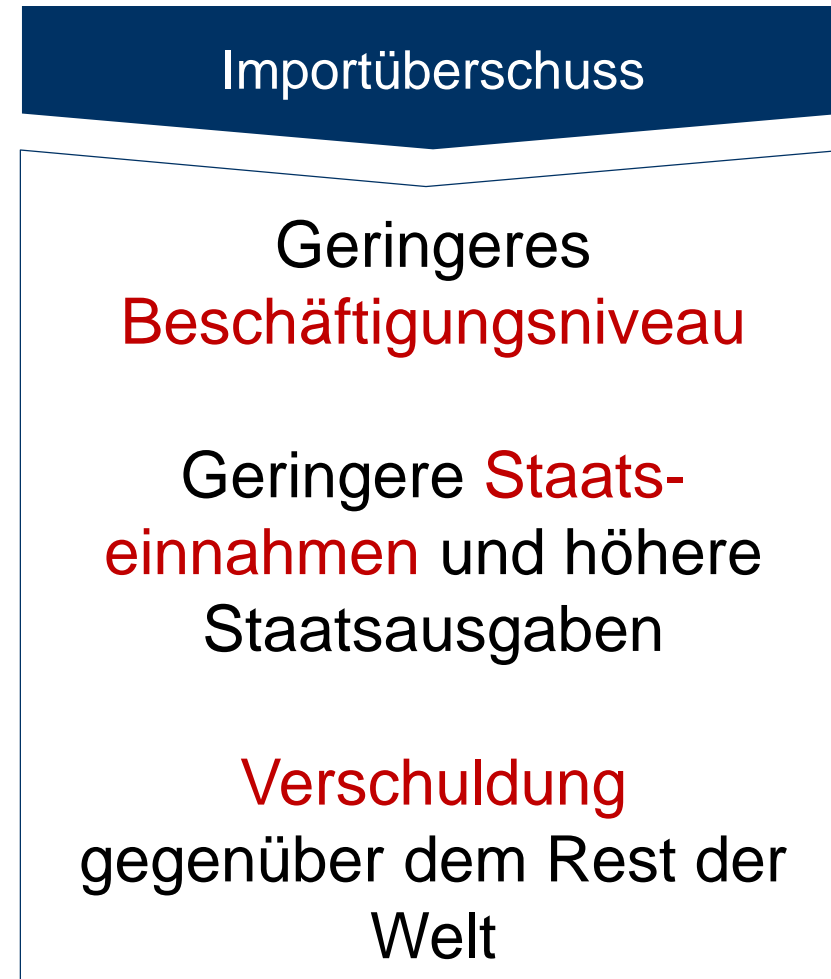 Importüberschuss
Geringeres
Beschäftigungsniveau
Geringere Staats-
einnahmen und höhere
Staatsausgaben
Verschuldung
gegenüber dem Rest der
Welt